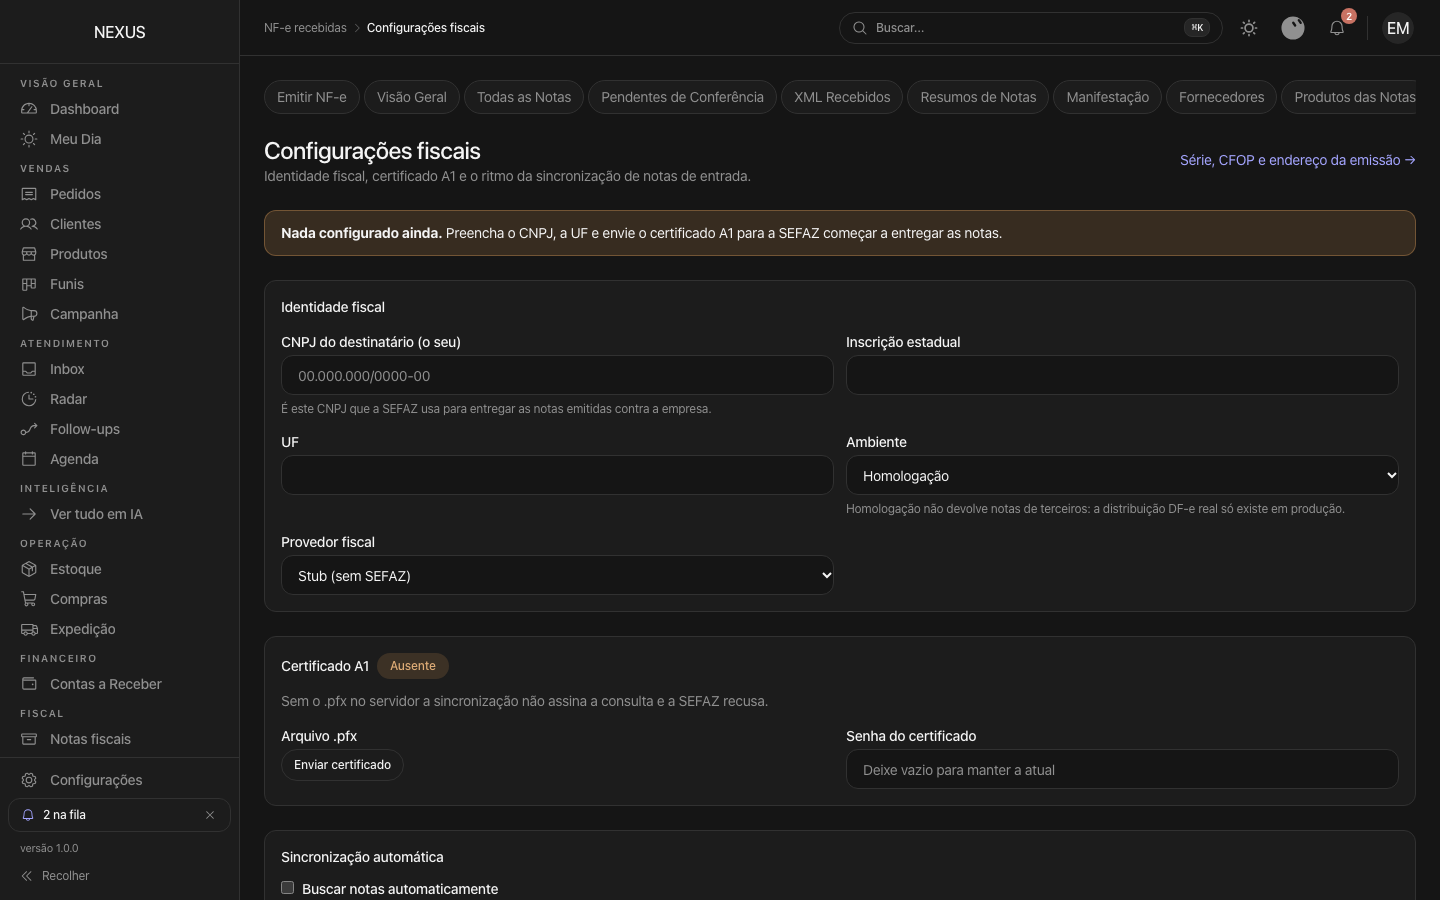 NEXUS
VISÃO GERAL
Dashboard
Meu Dia
VENDAS
Pedidos
Clientes
Produtos
Funis
Campanha
ATENDIMENTO
Inbox
Radar
Follow-ups
Agenda
INTELIGÊNCIA
Ver tudo em IA
OPERAÇÃO
Estoque
Compras
Expedição
FINANCEIRO
Contas a Receber
FISCAL
Notas fiscais
Configurações
2 na fila
versão 1.0.0
Recolher
NF-e recebidas > Configurações fiscais
Buscar... ⌘K
2
EM
Emitir NF-e Visão Geral Todas as Notas Pendentes de Conferência XML Recebidos Resumos de Notas Manifestação Fornecedores Produtos das Notas
Configurações fiscais
Identidade fiscal, certificado A1 e o ritmo da sincronização de notas de entrada.
Série, CFOP e endereço da emissão →
Nada configurado ainda. Preencha o CNPJ, a UF e envie o certificado A1 para a SEFAZ começar a entregar as notas.
Identidade fiscal
CNPJ do destinatário (o seu)
00.000.000/0000-00
É este CNPJ que a SEFAZ usa para entregar as notas emitidas contra a empresa.
Inscrição estadual
UF
Ambiente
Homologação
Homologação não devolve notas de terceiros: a distribuição DF-e real só existe em produção.
Provedor fiscal
Stub (sem SEFAZ)
Certificado A1 Ausente
Sem o .pfx no servidor a sincronização não assina a consulta e a SEFAZ recusa.
Arquivo .pfx
Enviar certificado
Senha do certificado
Deixe vazio para manter a atual
Sincronização automática
Buscar notas automaticamente